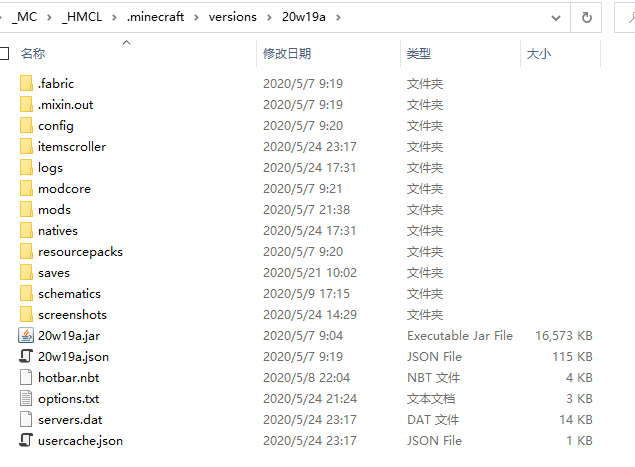 _MC > _HMCL > .minecraft > versions > 20w19a >
名称 修改日期 类型 大小
.fabric 2020/5/7 9:19 文件夹
.mixin.out 2020/5/7 9:19 文件夹
config 2020/5/7 9:20 文件夹
itemscroller 2020/5/24 23:17 文件夹
logs 2020/5/24 17:31 文件夹
modcore 2020/5/7 9:21 文件夹
mods 2020/5/7 21:38 文件夹
natives 2020/5/24 17:31 文件夹
resourcepacks 2020/5/7 9:20 文件夹
saves 2020/5/21 10:02 文件夹
schematics 2020/5/9 17:15 文件夹
screenshots 2020/5/24 14:29 文件夹
20w19a.jar 2020/5/7 9:04 Executable Jar File 16,573 KB
20w19a.json 2020/5/7 9:19 JSON File 115 KB
hotbar.nbt 2020/5/8 22:04 NBT 文件 4 KB
options.txt 2020/5/24 21:24 文本文档 3 KB
servers.dat 2020/5/24 23:17 DAT 文件 14 KB
usercache.json 2020/5/24 23:17 JSON File 1 KB